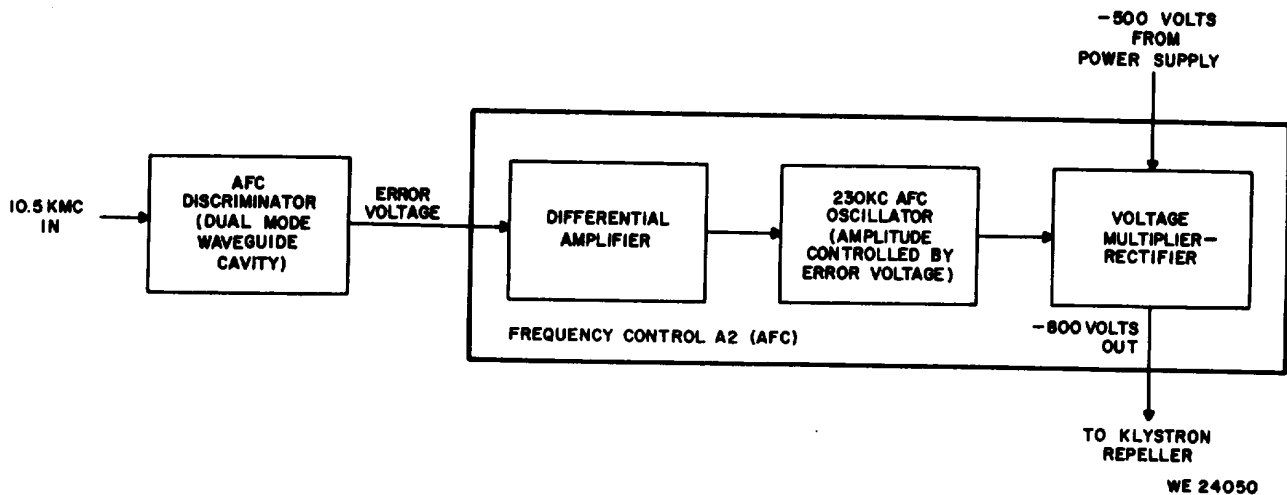 -500 VOLTS
FROM
POWER SUPPLY
10.5 KMC
IN
AFC
DISCRIMINATOR
(DUAL MODE
WAVEGUIDE
CAVITY)
ERROR
VOLTAGE
DIFFERENTIAL
AMPLIFIER
230KC AFC
OSCILLATOR
(AMPLITUDE
CONTROLLED BY
ERROR VOLTAGE)
VOLTAGE
MULTIPLIER-
RECTIFIER
FREQUENCY CONTROL A2 (AFC)
-800 VOLTS
OUT
TO KLYSTRON
REPELLER
WE 24050